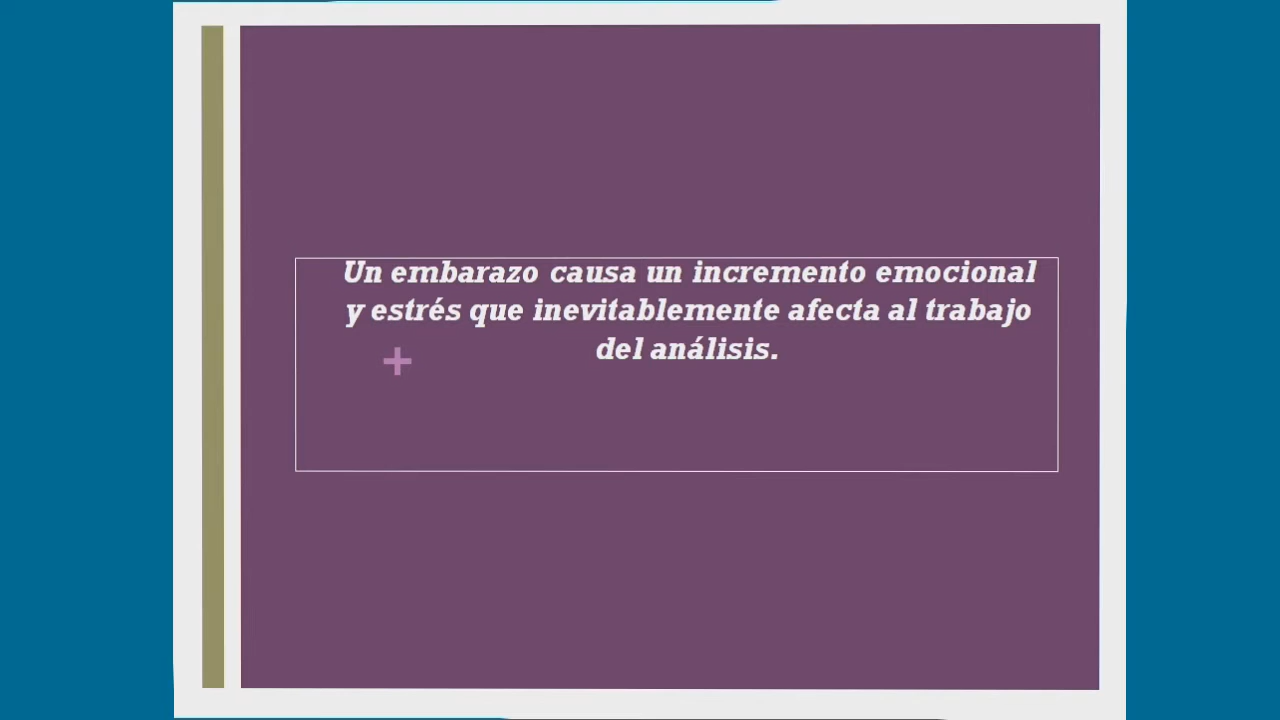 Un embarazo causa un incremento emocional
y estrés que inevitablemente afecta al trabajo
del análisis.
+